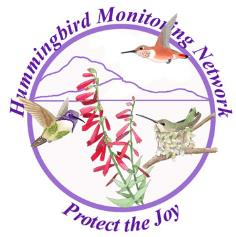 Hummingbird Monitoring Network
Protect the Joy